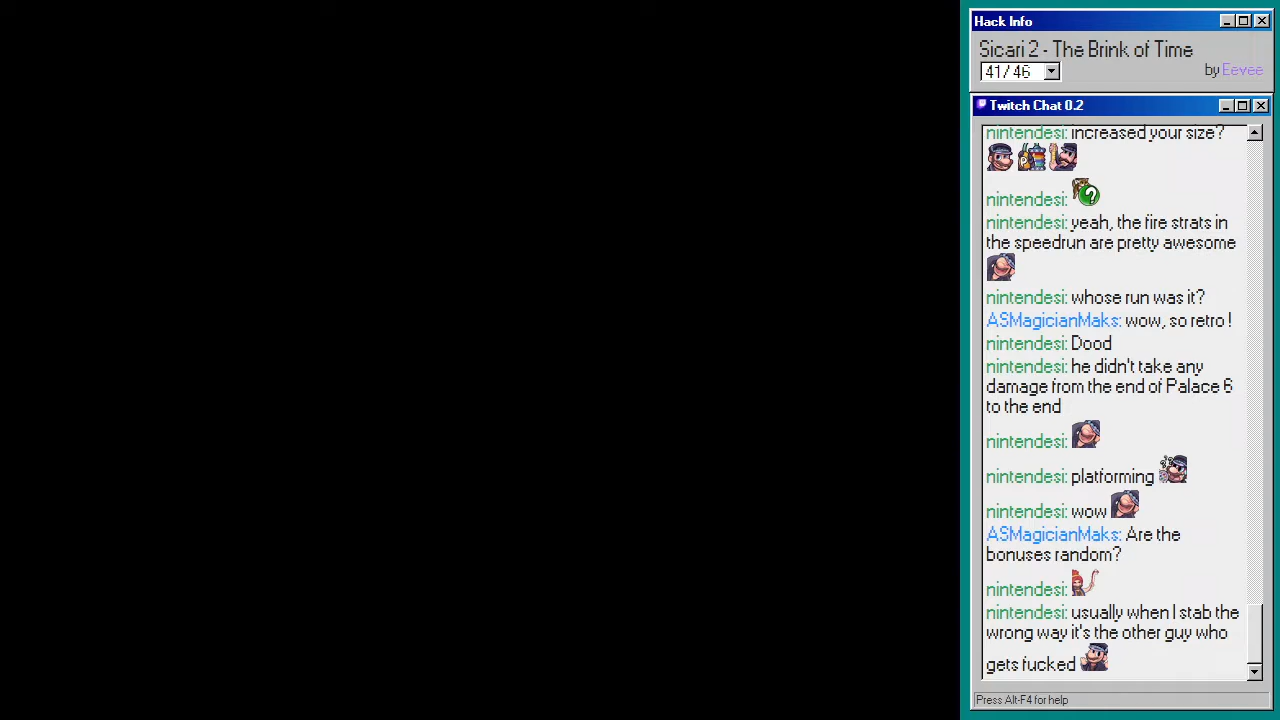 Hack Info
Sicari 2 - The Brink of Time
41/46
by Eevee
Twitch Chat 0.2
nintendesi: increased your size?
nintendesi:
nintendesi: yeah, the fire strats in
the speedrun are pretty awesome
nintendesi: whose run was it?
ASMagicianMaks: wow, so retro !
nintendesi: Dood
nintendesi: he didn't take any
damage from the end of Palace 6
to the end
nintendesi:
nintendesi: platforming
nintendesi: wow
ASMagicianMaks: Are the
bonuses random?
nintendesi:
nintendesi: usually when I stab the
wrong way it's the other guy who
gets fucked
Press Alt-F4 for help